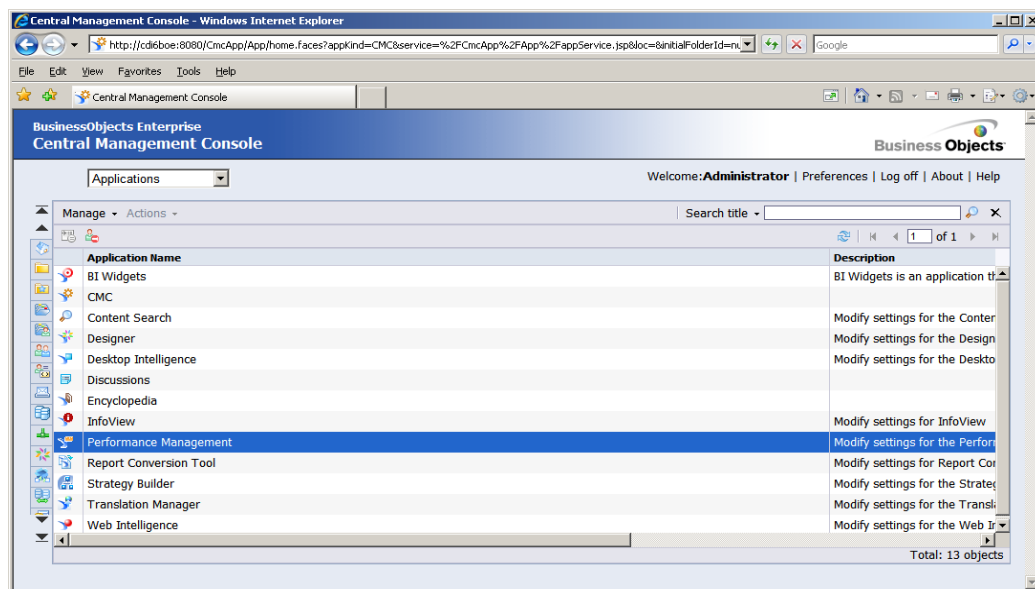 Central Management Console - Windows Internet Explorer
http://cdi6boe:8080/CmcApp/App/home.faces?appKind=CMC&service=%2FCmcApp%2FApp%2FappService.jsp&loc=&initialFolderId=nu
Google
File Edit View Favorites Tools Help
Central Management Console
BusinessObjects Enterprise
Central Management Console
Business Objects
Applications
Welcome:Administrator | Preferences | Log off | About | Help
Manage Actions
Search title
1 of 1
Application Name Description
BI Widgets BI Widgets is an application th
CMC
Content Search Modify settings for the Conten
Designer Modify settings for the Design
Desktop Intelligence Modify settings for the Deskto
Discussions
Encyclopedia
InfoView Modify settings for InfoView
Performance Management Modify settings for the Perform
Report Conversion Tool Modify settings for Report Con
Strategy Builder Modify settings for the Strateg
Translation Manager Modify settings for the Transla
Web Intelligence Modify settings for the Web In
Total: 13 objects